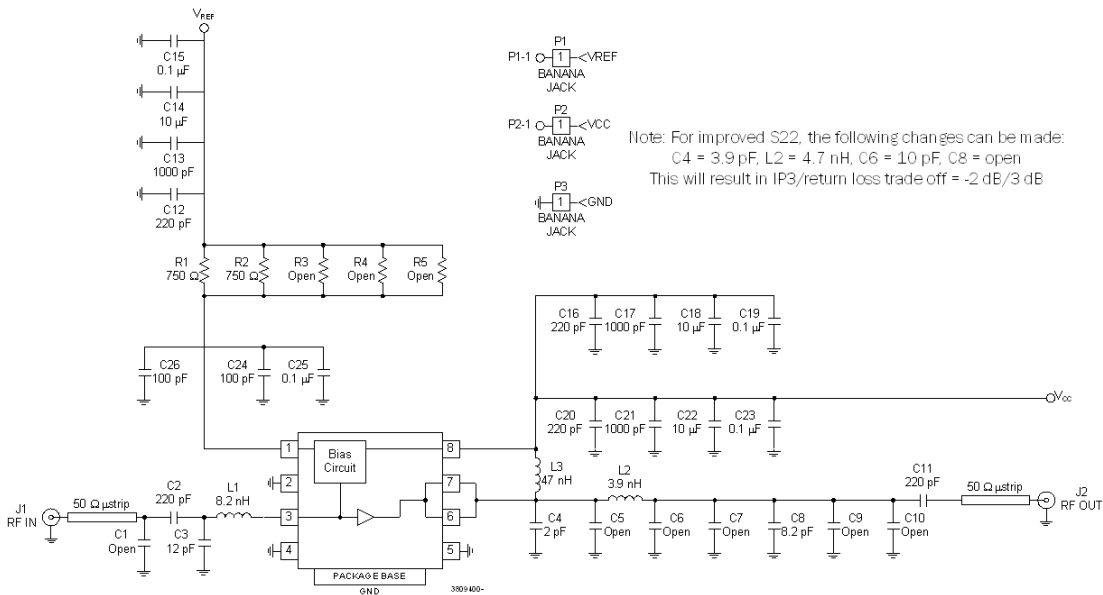 VREF
C15
0.1 µF
C14
10 µF
C13
1000 pF
C12
220 pF
P1
P1-1 1 VREF
BANANA
JACK
P2
P2-1 1 VCC
BANANA
JACK
P3
1 GND
BANANA
JACK
Note: For improved S22, the following changes can be made:
C4 = 3.9 pF, L2 = 4.7 nH, C6 = 10 pF, C8 = open
This will result in IP3/return loss trade off = -2 dB/3 dB
R1
750 Ω
R2
750 Ω
R3
Open
R4
Open
R5
Open
C16
220 pF
C17
1000 pF
C18
10 µF
C19
0.1 µF
C26
100 pF
C24
100 pF
C25
0.1 µF
VCC
C20
220 pF
C21
1000 pF
C22
10 µF
C23
0.1 µF
1
2
3
4
Bias
Circuit
8
7
6
5
PACKAGE BASE
GND
3809400-
J1
RF IN
50 Ω µstrip
C1
Open
C2
220 pF
C3
12 pF
L1
8.2 nH
L3
47 nH
L2
3.9 nH
C4
2 pF
C5
Open
C6
Open
C7
Open
C8
8.2 pF
C9
Open
C10
Open
C11
220 pF
50 Ω µstrip
J2
RF OUT